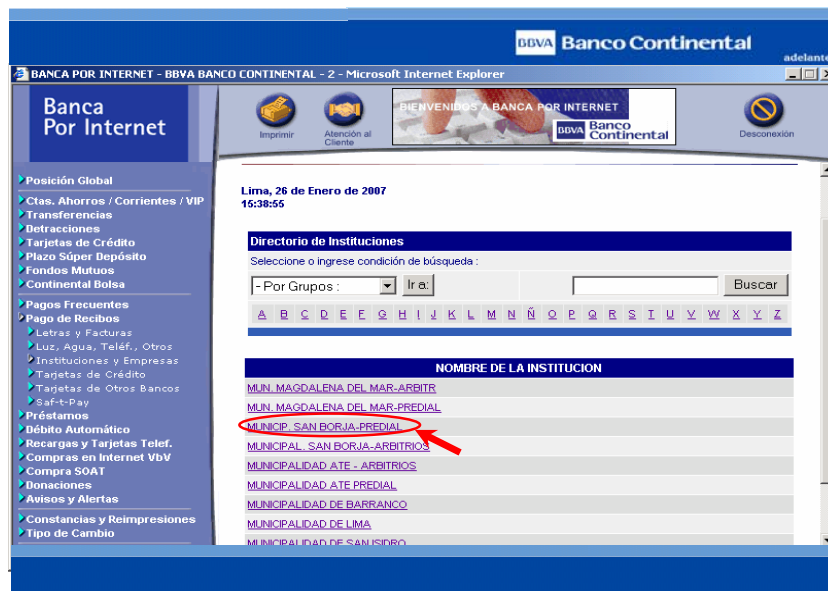 BBVA Banco Continental
adelante
BANCA POR INTERNET - BBVA BANCO CONTINENTAL - 2 - Microsoft Internet Explorer
Banca
Por Internet
Imprimir
Atención al
Cliente
BIENVENIDOS A BANCA POR INTERNET
BBVA Banco
Continental
Desconexión
Posición Global
Ctas. Ahorros / Corrientes / VIP
Transferencias
Detracciones
Tarjetas de Crédito
Plazo Súper Depósito
Fondos Mutuos
Continental Bolsa
Pagos Frecuentes
Pago de Recibos
Letras y Facturas
Luz, Agua, Teléf., Otros
Instituciones y Empresas
Tarjetas de Crédito
Tarjetas de Otros Bancos
Saf-t-Pay
Préstamos
Débito Automático
Recargas y Tarjetas Telef.
Compras en Internet VbV
Compra SOAT
Donaciones
Avisos y Alertas
Constancias y Reimpresiones
Tipo de Cambio
Lima, 26 de Enero de 2007
15:38:55
Directorio de Instituciones
Seleccione o ingrese condición de búsqueda :
- Por Grupos : Ir a: Buscar
A B C D E F G H I J K L M N Ñ O P Q R S T U V W X Y Z
NOMBRE DE LA INSTITUCION
MUN. MAGDALENA DEL MAR-ARBITR
MUN. MAGDALENA DEL MAR-PREDIAL
MUNICIP. SAN BORJA-PREDIAL
MUNICIPAL. SAN BORJA-ARBITRIOS
MUNICIPALIDAD ATE - ARBITRIOS
MUNICIPALIDAD ATE PREDIAL
MUNICIPALIDAD DE BARRANCO
MUNICIPALIDAD DE LIMA
MUNICIPALIDAD DE SAN ISIDRO